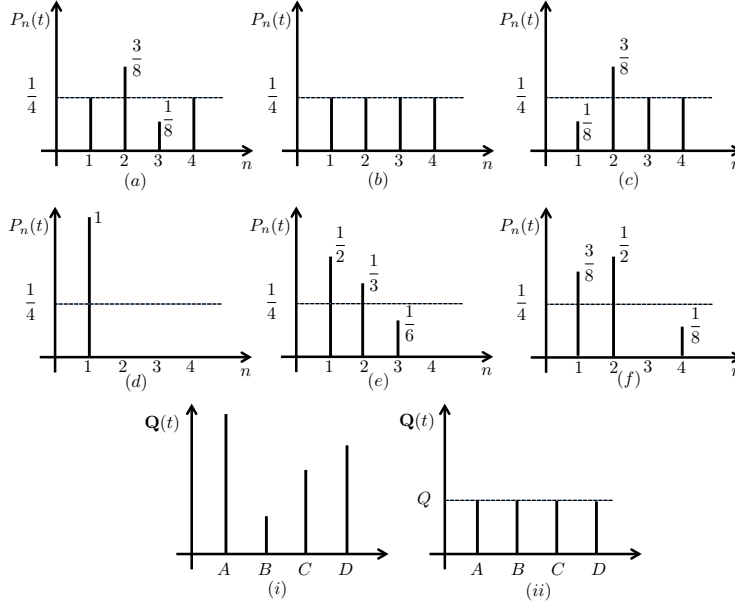 P_n(t) 3/8 1/4 1/8 1 2 3 4 n (a)
P_n(t) 1/4 1 2 3 4 n (b)
P_n(t) 3/8 1/4 1/8 1 2 3 4 n (c)
P_n(t) 1 1/4 1 2 3 4 n (d)
P_n(t) 1/2 1/3 1/4 1/6 1 2 3 4 n (e)
P_n(t) 3/8 1/2 1/4 1/8 1 2 3 4 n (f)
Q(t) A B C D (i)
Q(t) Q A B C D (ii)